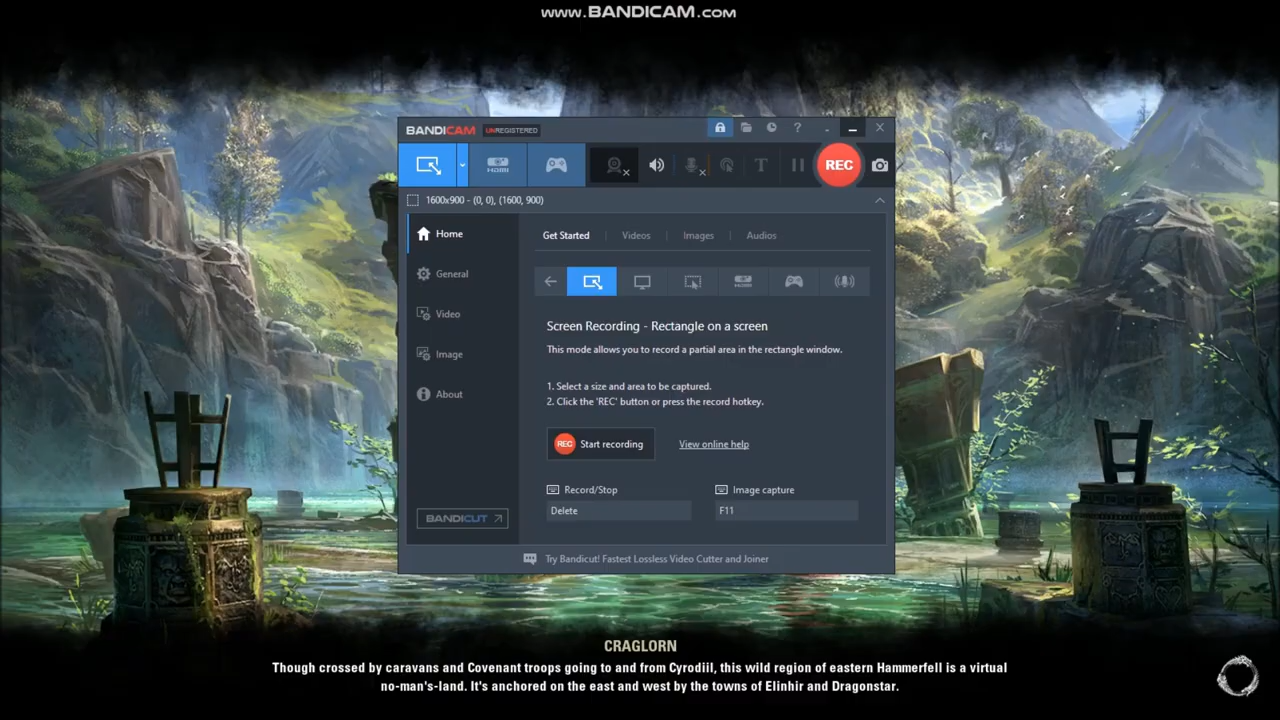 www.BANDICAM.com
BANDICAM UNREGISTERED
?
HDMI
T
REC
1600x900 - (0, 0), (1600, 900)
Home
General
Video
Image
About
BANDICUT
Get Started
Videos
Images
Audios
HDMI
Screen Recording - Rectangle on a screen
This mode allows you to record a partial area in the rectangle window.
1. Select a size and area to be captured.
2. Click the 'REC' button or press the record hotkey.
REC Start recording
View online help
Record/Stop
Image capture
Delete
F11
Try Bandicut! Fastest Lossless Video Cutter and Joiner
CRAGLORN
Though crossed by caravans and Covenant troops going to and from Cyrodiil, this wild region of eastern Hammerfell is a virtual
no-man's-land. It's anchored on the east and west by the towns of Elinhir and Dragonstar.